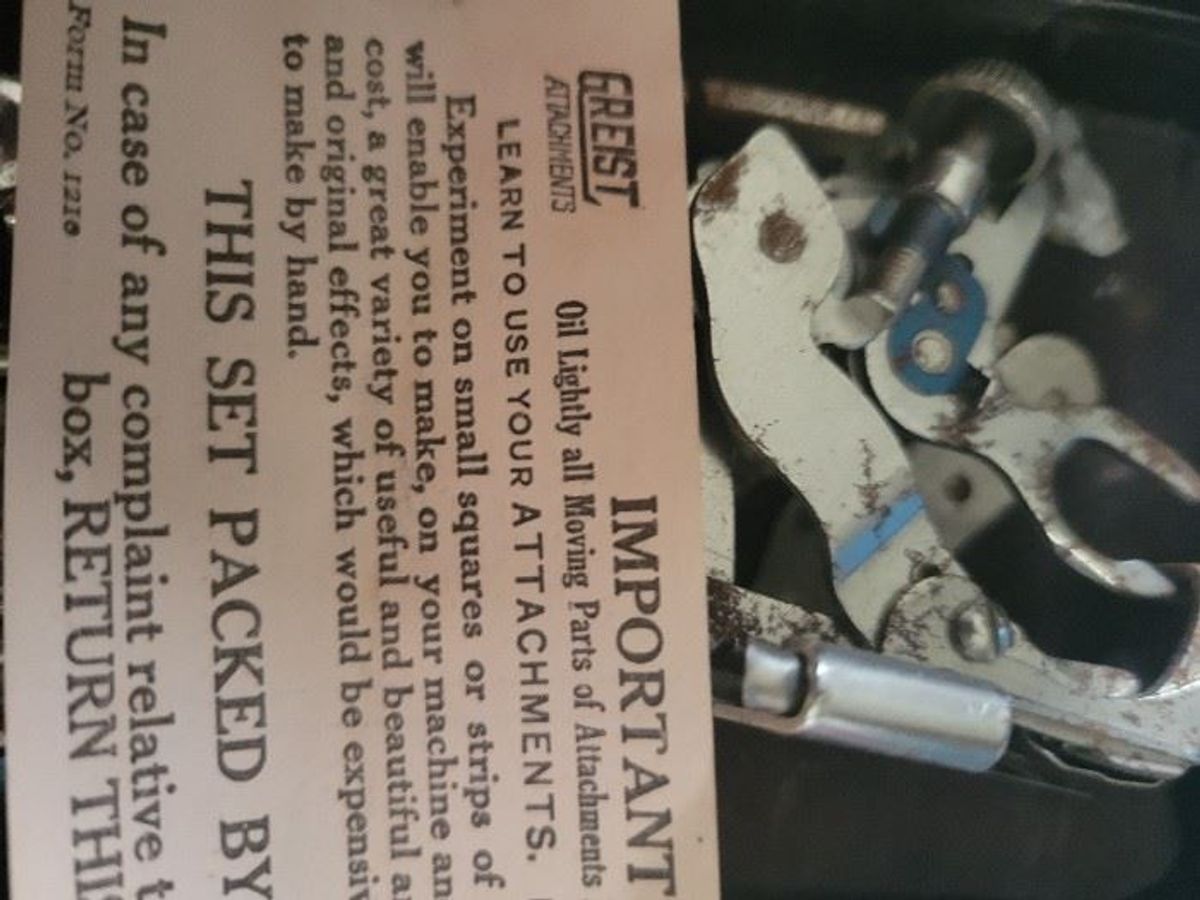 IMPORTANT
GREIST
ATTACHMENTS
Oil Lightly all Moving Parts of Attachments
LEARN TO USE YOUR ATTACHMENTS.
Experiment on small squares or strips of
will enable you to make, on your machine an
cost, a great variety of useful and beautiful a
and original effects, which would be expensiv
to make by hand.
THIS SET PACKED BY
In case of any complaint relative t
box, RETURN THIS
Form No. 1210